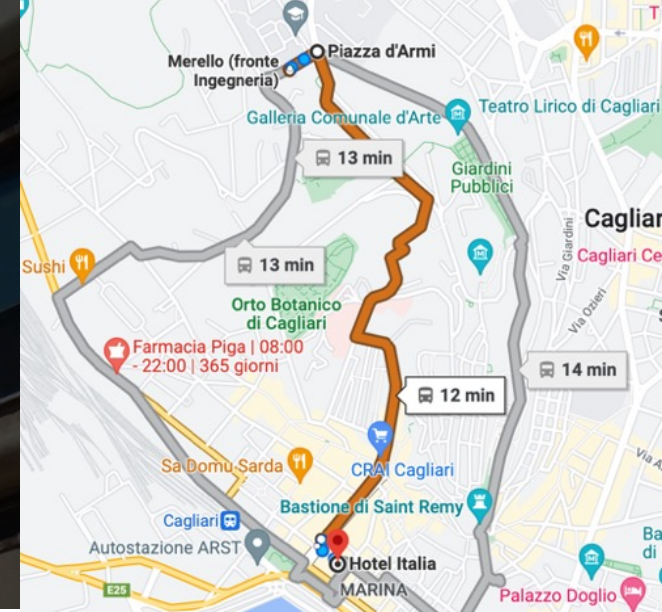 Piazza d'Armi
Merello (fronte
Ingegneria)
Galleria Comunale d'Arte
Teatro Lirico di Cagliari
13 min
Giardini
Pubblici
Cagliar
Via Giardini
Cagliari Ce
Sushi
13 min
Orto Botanico
di Cagliari
Via Ozieri
Farmacia Piga | 08:00
- 22:00 | 365 giorni
14 min
12 min
Sa Domu Sarda
CRAI Cagliari
Via A
Bastione di Saint Remy
Cagliari
Autostazione ARST
Ba
di
Hotel Italia
E25
MARINA
Palazzo Doglio